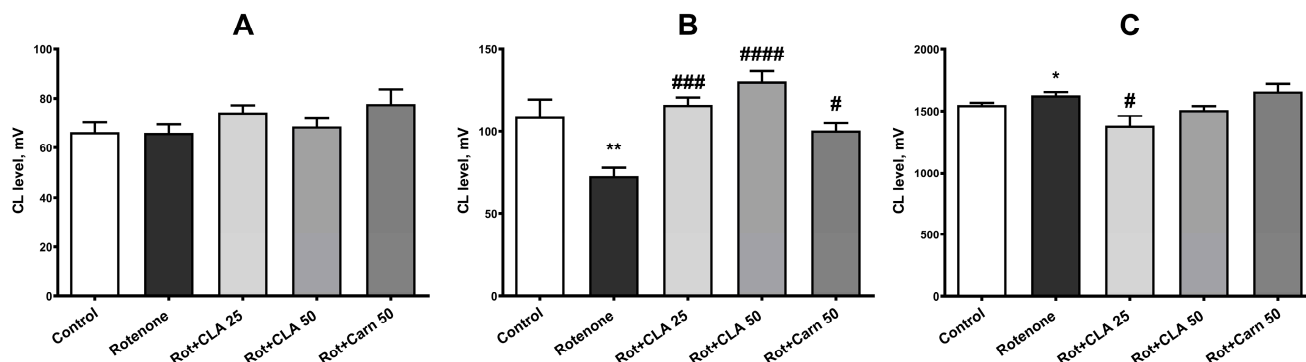 A
CL level, mV
100
80
60
40
20
0
Control
Rotenone
Rot+CLA 25
Rot+CLA 50
Rot+Carn 50
B
CL level, mV
150
100
50
0
**
###
####
#
Control
Rotenone
Rot+CLA 25
Rot+CLA 50
Rot+Carn 50
C
CL level, mV
2000
1500
1000
500
0
*
#
Control
Rotenone
Rot+CLA 25
Rot+CLA 50
Rot+Carn 50